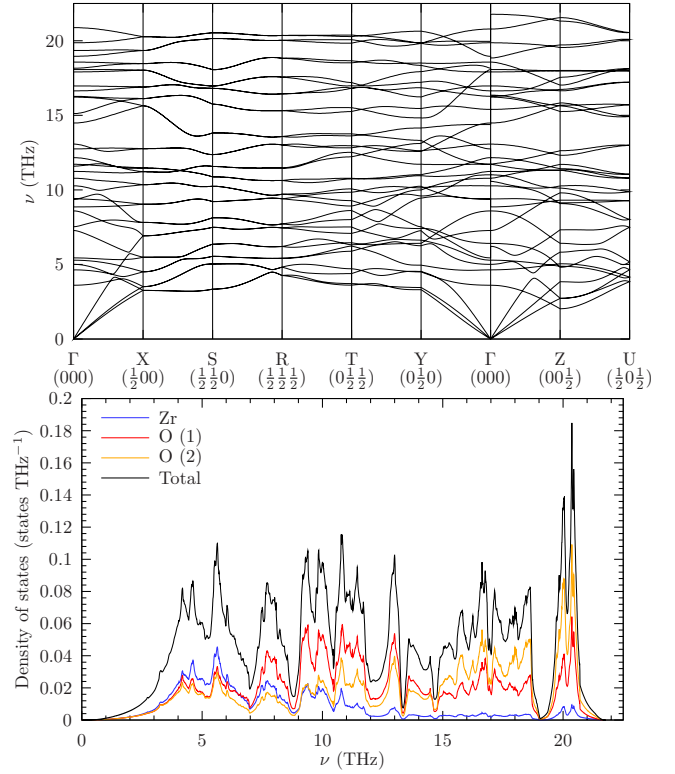 20
15
10
5
0
ν (THz)
Γ X S R T Y Γ Z U
(000) (½00) (½½0) (½½½) (0½½) (0½0) (000) (00½) (½0½)
0.2
0.18
0.16
0.14
0.12
0.1
0.08
0.06
0.04
0.02
0
Density of states (states THz⁻¹)
Zr
O (1)
O (2)
Total
0 5 10 15 20
ν (THz)